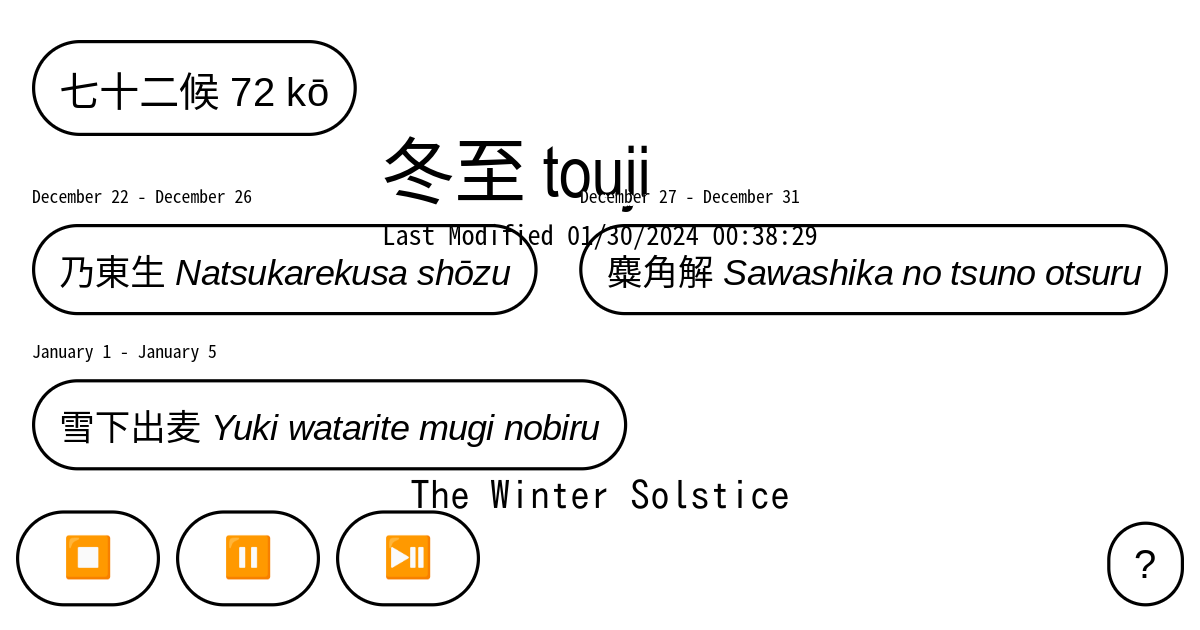 七十二候 72 kō
冬至 touji
December 22 - December 26
December 27 - December 31
Last Modified 01/30/2024 00:38:29
乃東生 Natsukarekusa shōzu
麋角解 Sawashika no tsuno otsuru
January 1 - January 5
雪下出麦 Yuki watarite mugi nobiru
The Winter Solstice
?